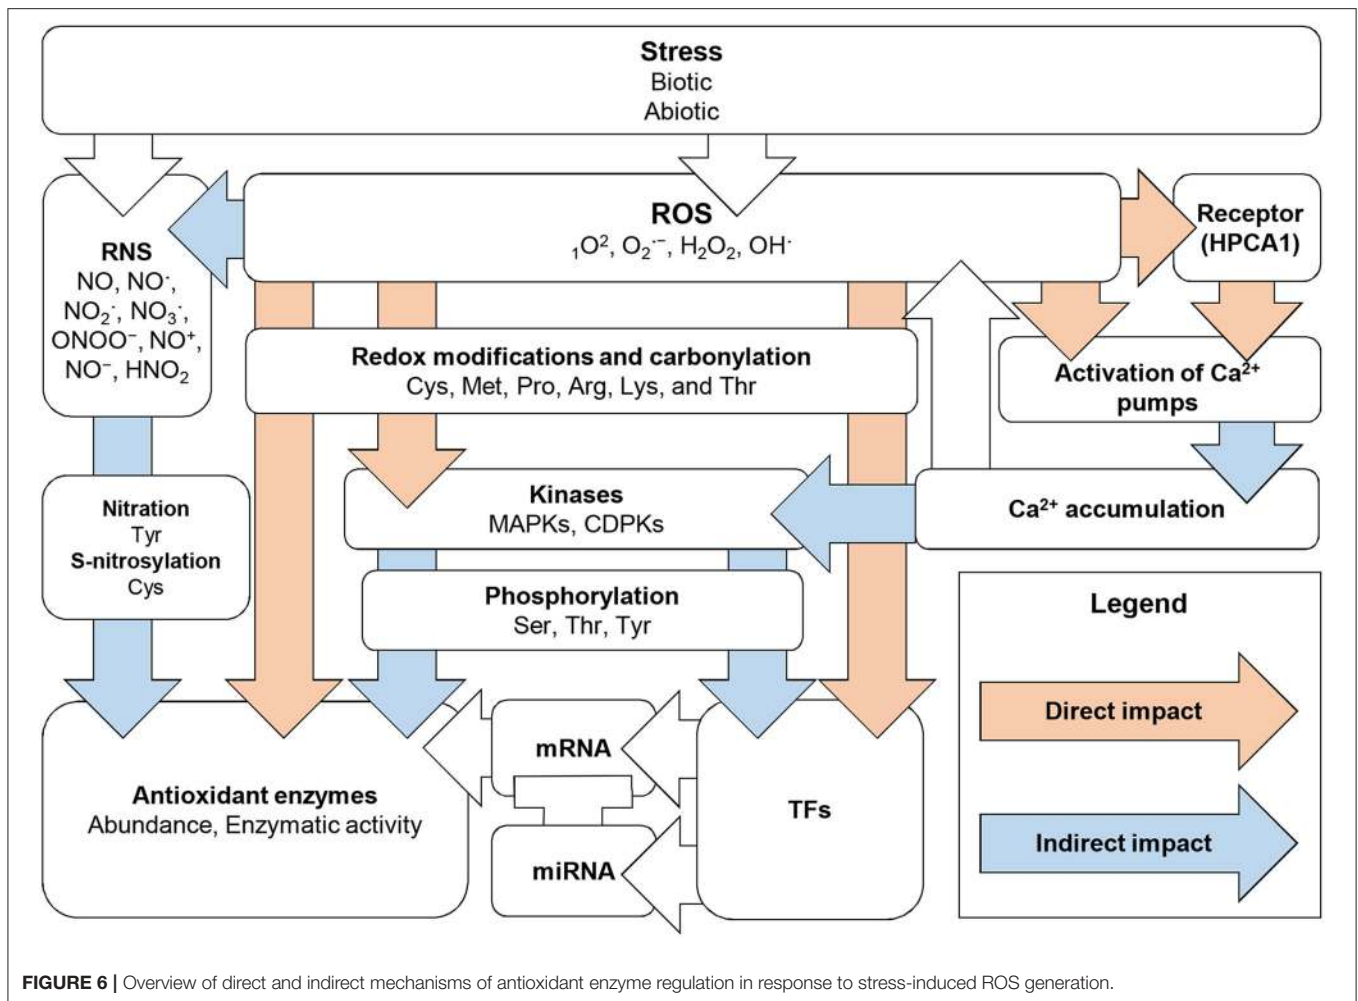 Stress
Biotic
Abiotic
ROS
₁O², O₂·⁻, H₂O₂, OH·
Receptor
(HPCA1)
RNS
NO, NO·,
NO₂·, NO₃·,
ONOO⁻, NO⁺,
NO⁻, HNO₂
Redox modifications and carbonylation
Cys, Met, Pro, Arg, Lys, and Thr
Activation of Ca²⁺
pumps
Nitration
Tyr
S-nitrosylation
Cys
Kinases
MAPKs, CDPKs
Ca²⁺ accumulation
Phosphorylation
Ser, Thr, Tyr
Legend
Direct impact
Indirect impact
Antioxidant enzymes
Abundance, Enzymatic activity
mRNA
miRNA
TFs
FIGURE 6 | Overview of direct and indirect mechanisms of antioxidant enzyme regulation in response to stress-induced ROS generation.